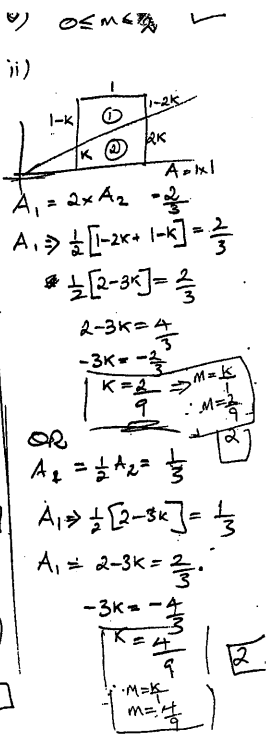 0 ≤ m ≤
ii)
1
1-K
①
1-2K
K
②
2K
A = 1x1
A₁ = 2 x A₂ = 2/3
A₁ ⇒ 1/2 [1-2K + 1-K] = 2/3
1/2 [2-3K] = 2/3
2-3K = 4/3
-3K = -2/3
K = 2/9 ⇒ M = K/1
M = 2/9
2
OR
A₂ = 1/2 A₂ = 1/3
A₁ ⇒ 1/2 [2-3K] = 1/3
A₁ = 2-3K = 2/3.
-3K = -4/3
K = 4/9
2
∴ M = K/1
M = 4/9